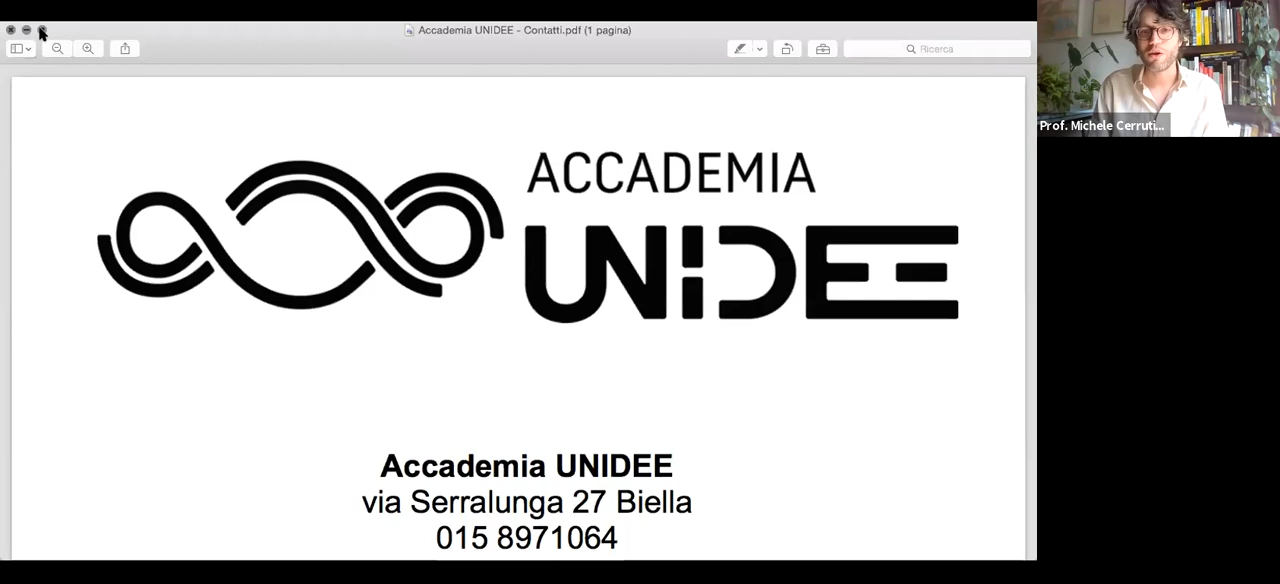 Accademia UNIDEE - Contatti.pdf (1 pagina)
Ricerca
Prof. Michele Cerruti...
ACCADEMIA
UNIDEE
Accademia UNIDEE
via Serralunga 27 Biella
015 8971064